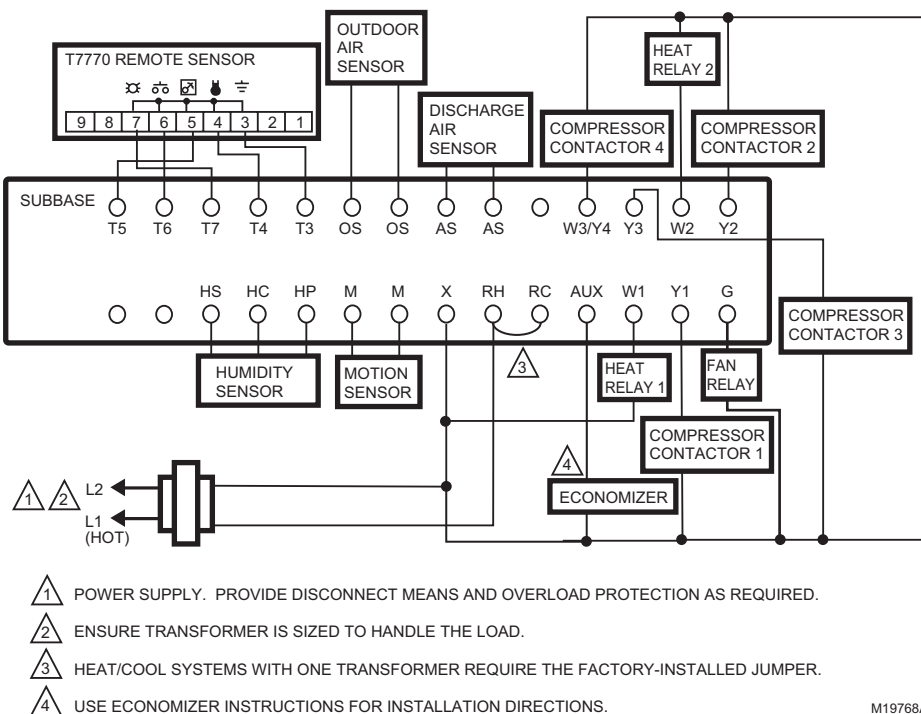 OUTDOOR
AIR
SENSOR
HEAT
RELAY 2
T7770 REMOTE SENSOR
9 8 7 6 5 4 3 2 1
DISCHARGE
AIR
SENSOR
COMPRESSOR
CONTACTOR 4
COMPRESSOR
CONTACTOR 2
SUBBASE
T5 T6 T7 T4 T3 OS OS AS AS W3/Y4 Y3 W2 Y2
HS HC HP M M X RH RC AUX W1 Y1 G
COMPRESSOR
CONTACTOR 3
HUMIDITY
SENSOR
MOTION
SENSOR
3
HEAT
RELAY 1
FAN
RELAY
COMPRESSOR
CONTACTOR 1
4
ECONOMIZER
1 2 L2
L1
(HOT)
1 POWER SUPPLY. PROVIDE DISCONNECT MEANS AND OVERLOAD PROTECTION AS REQUIRED.
2 ENSURE TRANSFORMER IS SIZED TO HANDLE THE LOAD.
3 HEAT/COOL SYSTEMS WITH ONE TRANSFORMER REQUIRE THE FACTORY-INSTALLED JUMPER.
4 USE ECONOMIZER INSTRUCTIONS FOR INSTALLATION DIRECTIONS.